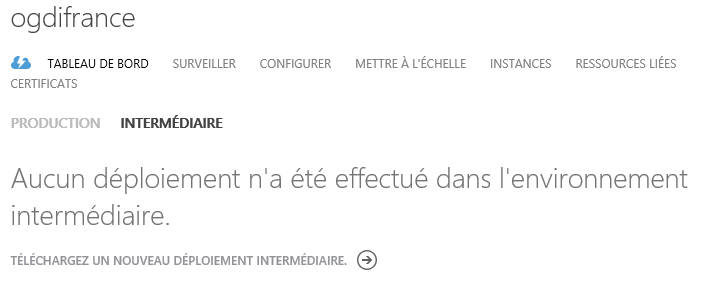 ogdifrance
TABLEAU DE BORD SURVEILLER CONFIGURER METTRE À L'ÉCHELLE INSTANCES RESSOURCES LIÉES
CERTIFICATS
PRODUCTION INTERMÉDIAIRE
Aucun déploiement n'a été effectué dans l'environnement
intermédiaire.
TÉLÉCHARGEZ UN NOUVEAU DÉPLOIEMENT INTERMÉDIAIRE.